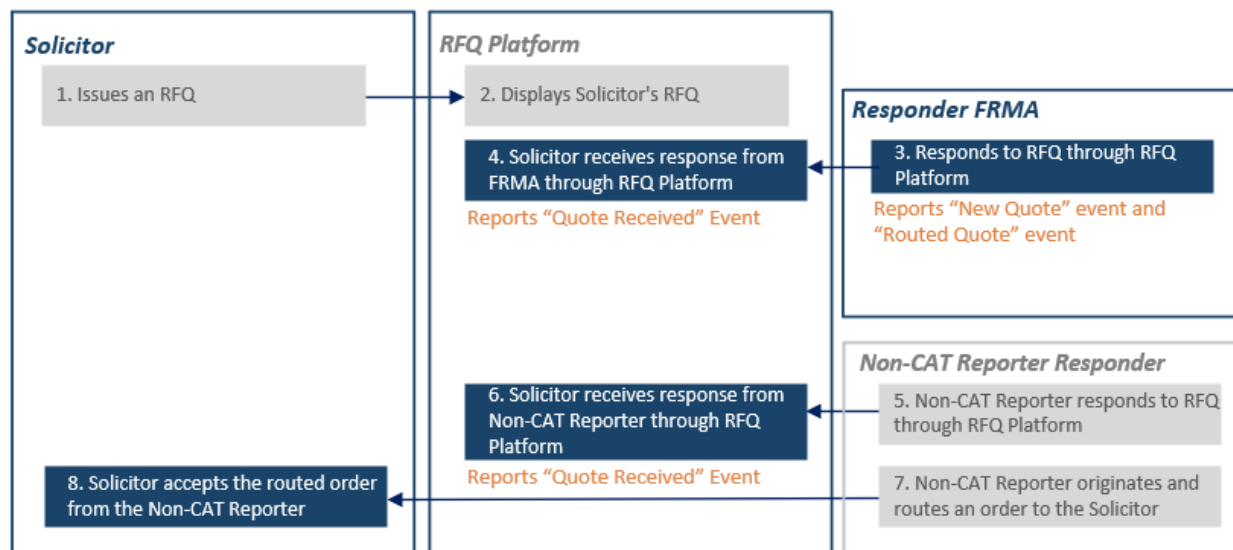 Solicitor
1. Issues an RFQ
8. Solicitor accepts the routed order
from the Non-CAT Reporter
RFQ Platform
2. Displays Solicitor's RFQ
4. Solicitor receives response from
FRMA through RFQ Platform
Reports “Quote Received” Event
6. Solicitor receives response from
Non-CAT Reporter through RFQ
Platform
Reports “Quote Received” Event
Responder FRMA
3. Responds to RFQ through RFQ
Platform
Reports “New Quote” event and
“Routed Quote” event
Non-CAT Reporter Responder
5. Non-CAT Reporter responds to RFQ
through RFQ Platform
7. Non-CAT Reporter originates and
routes an order to the Solicitor